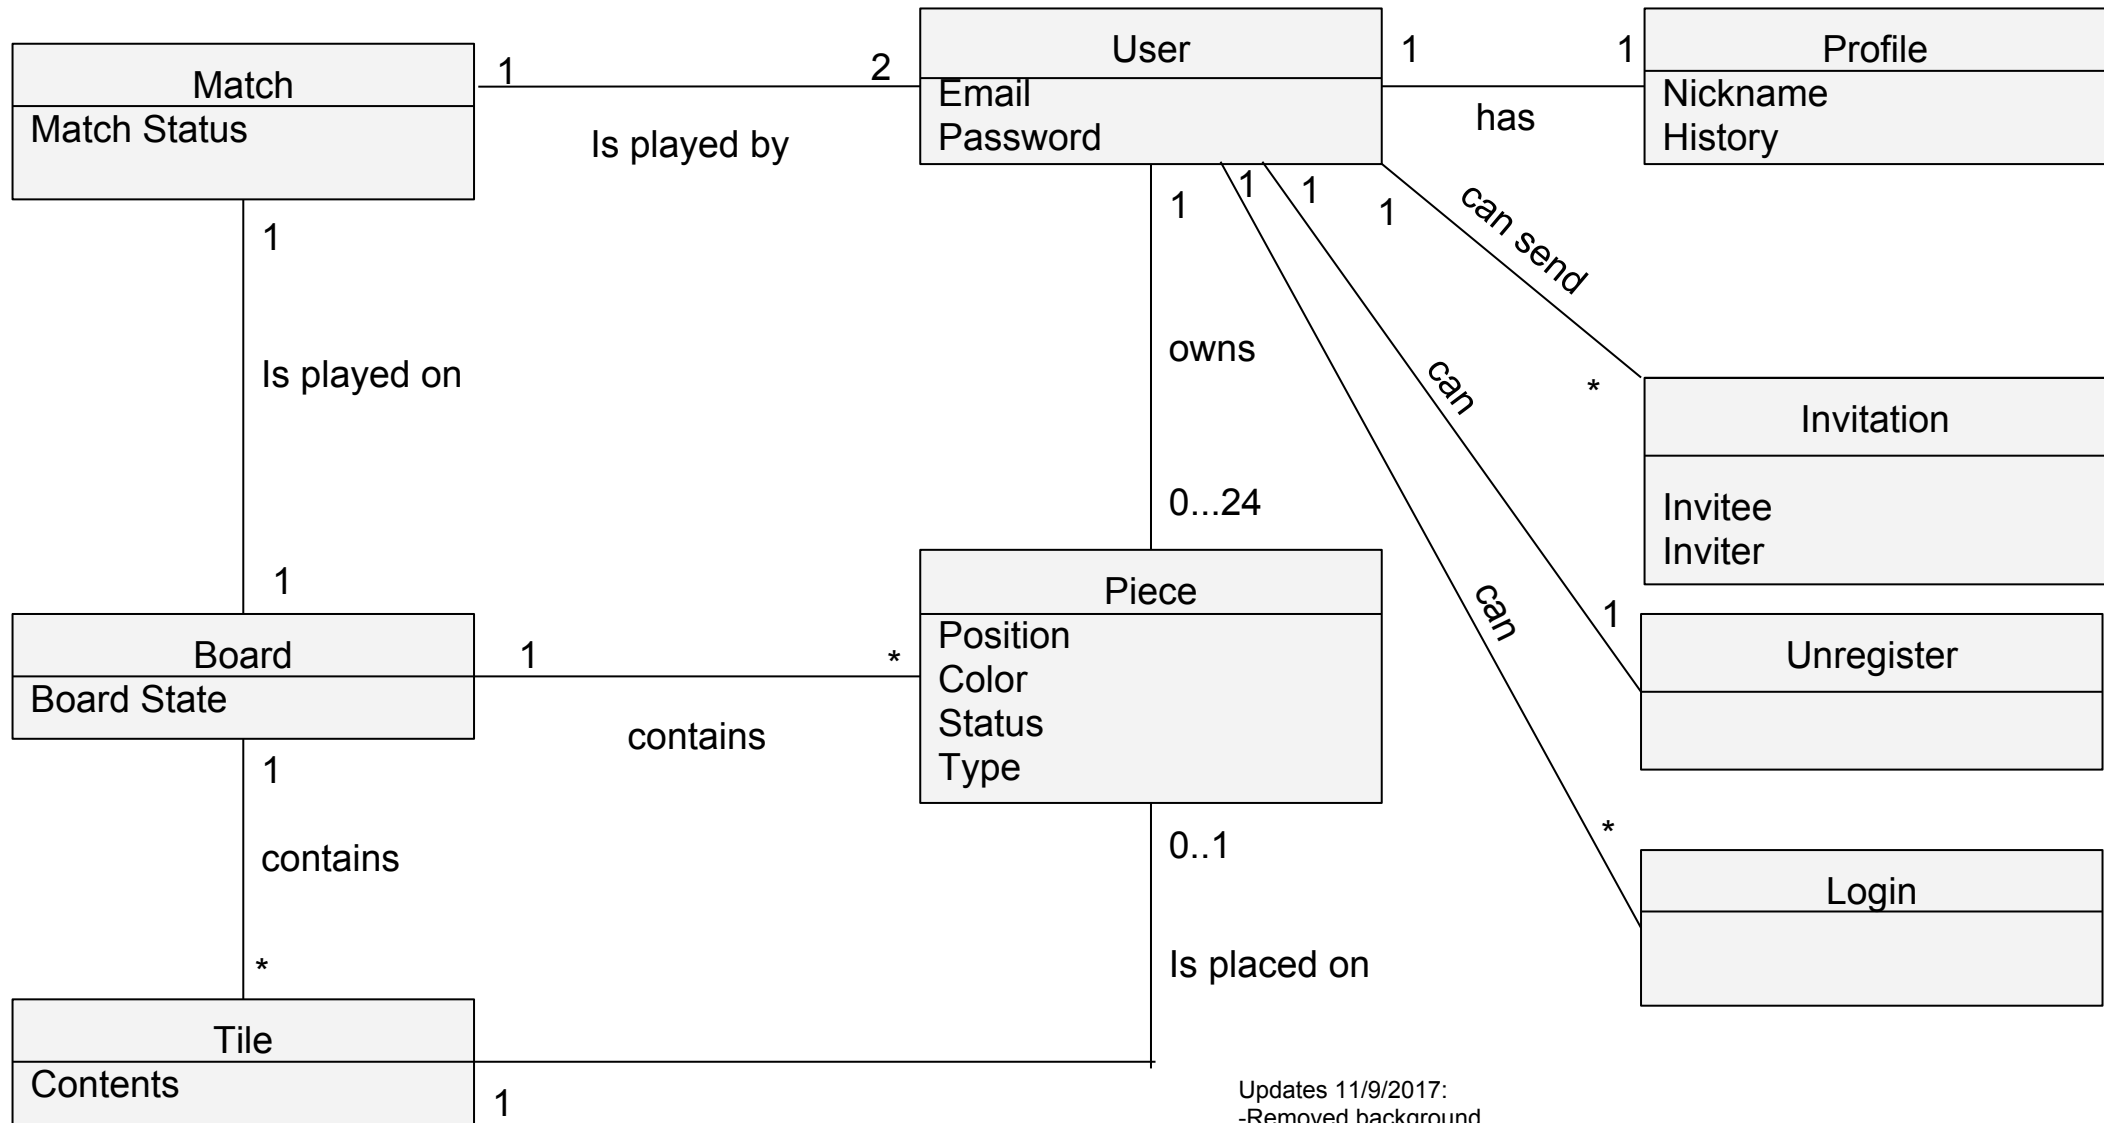 Match
Match Status
1
2
Is played by
User
Email
Password
1
1
has
Profile
Nickname
History
1
Is played on
1
1
owns
0...24
1
1
1
can send
*
can
1
can
*
Invitation
Invitee
Inviter
Unregister
Login
Board
Board State
1
*
contains
Piece
Position
Color
Status
Type
1
contains
*
0..1
Is placed on
1
Tile
Contents
Updates 11/9/2017:
-Removed background